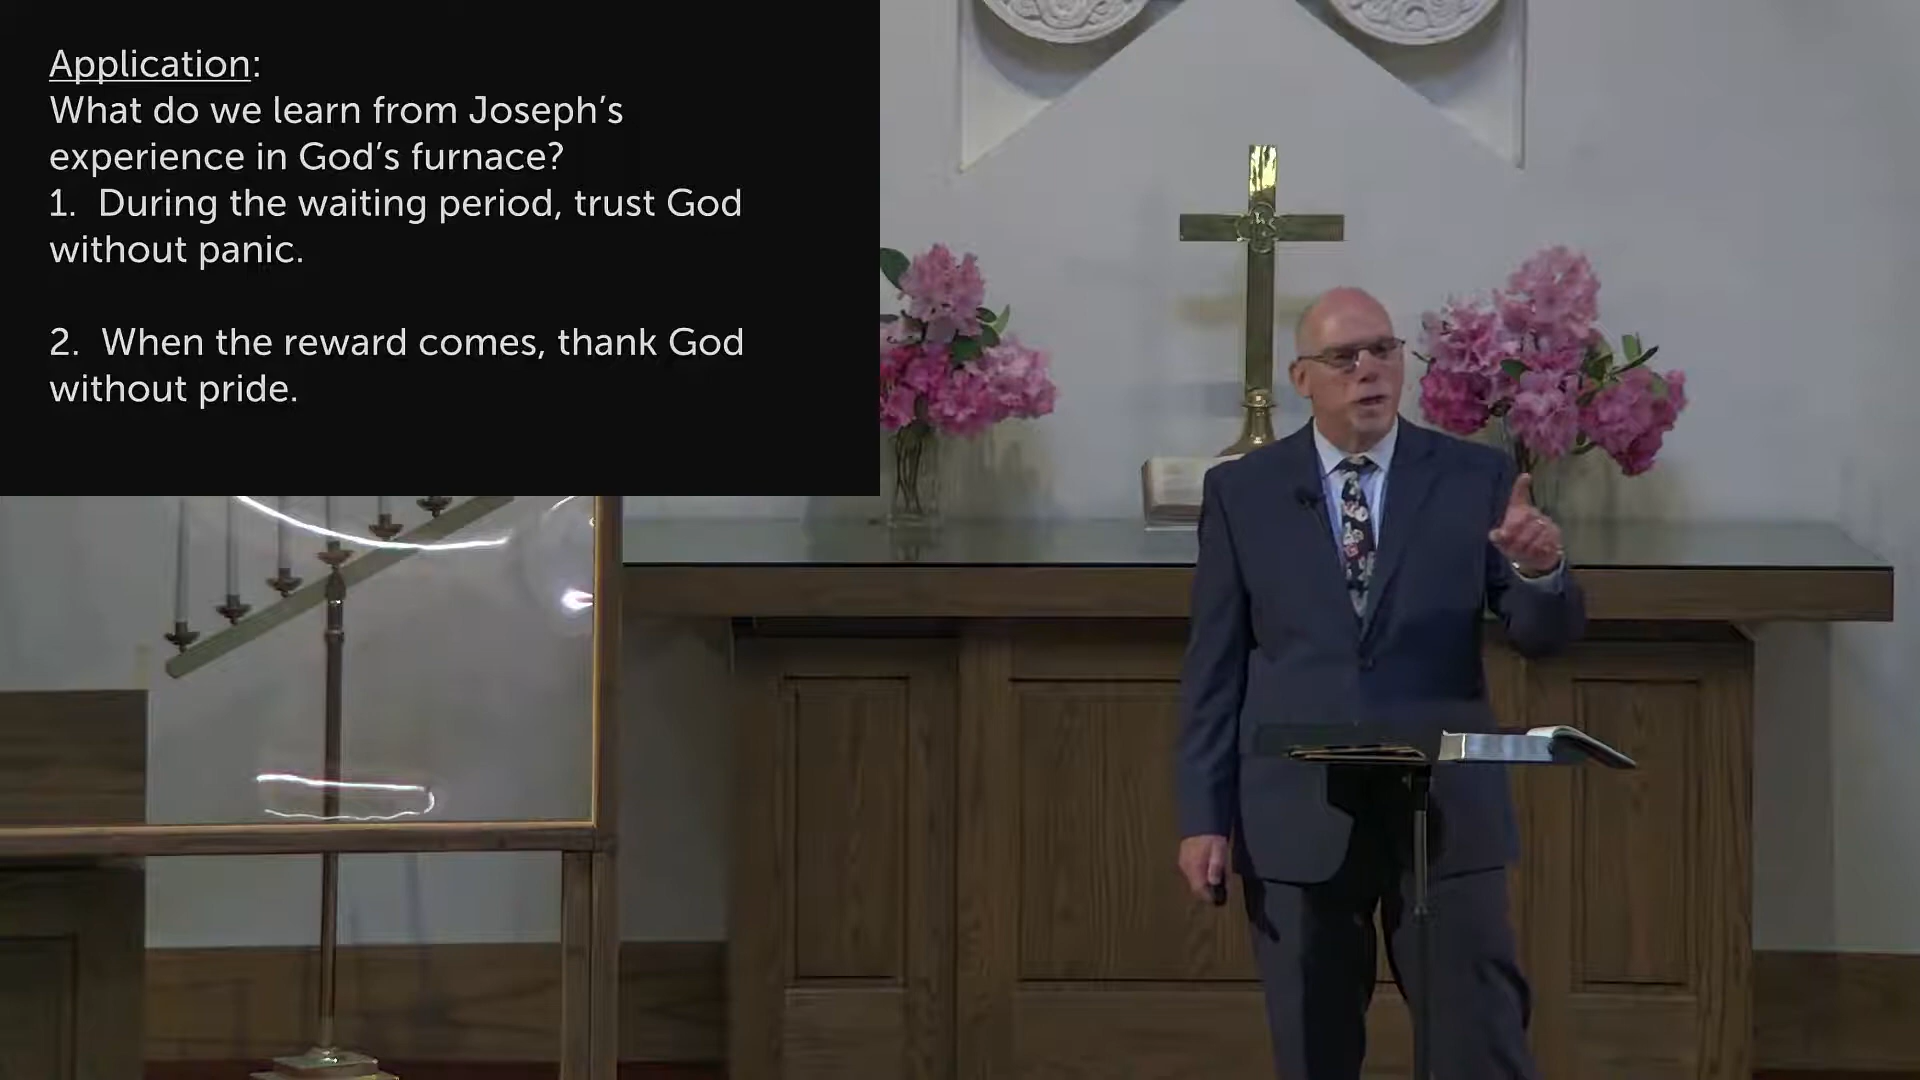 Application:
What do we learn from Joseph’s
experience in God’s furnace?
1.  During the waiting period, trust God
without panic.
2.  When the reward comes, thank God
without pride.